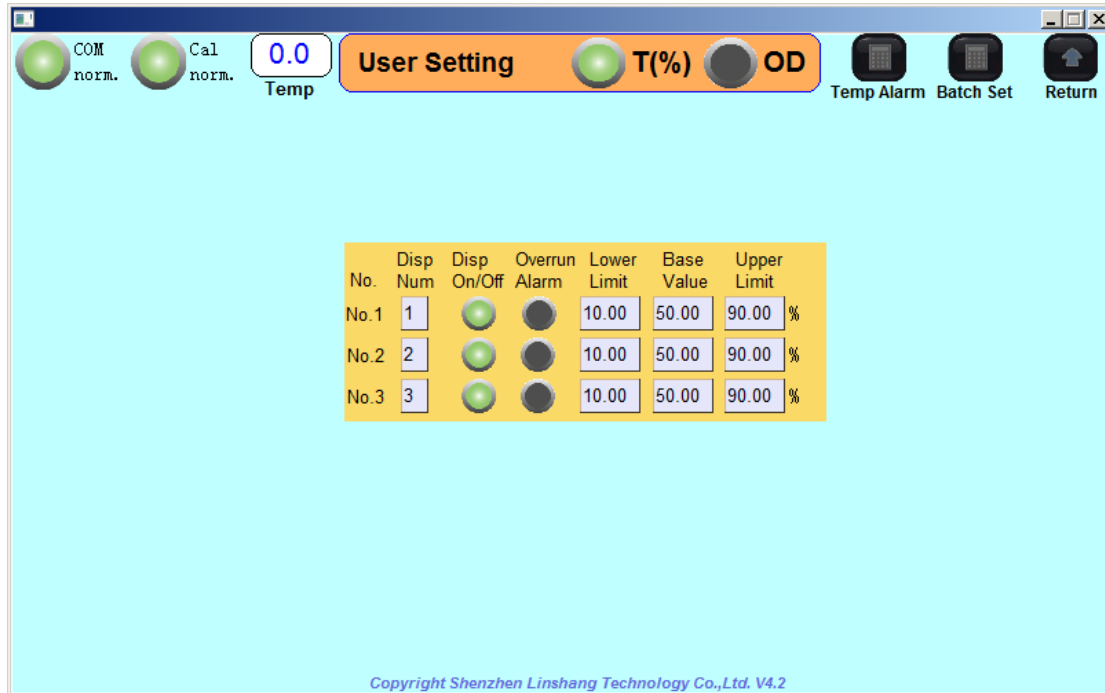 COM norm.
Cal norm.
0.0
Temp
User Setting T(%) OD
Temp Alarm Batch Set Return
No. Disp Num Disp On/Off Overrun Alarm Lower Limit Base Value Upper Limit
No.1 1 10.00 50.00 90.00 %
No.2 2 10.00 50.00 90.00 %
No.3 3 10.00 50.00 90.00 %
Copyright Shenzhen Linshang Technology Co.,Ltd. V4.2